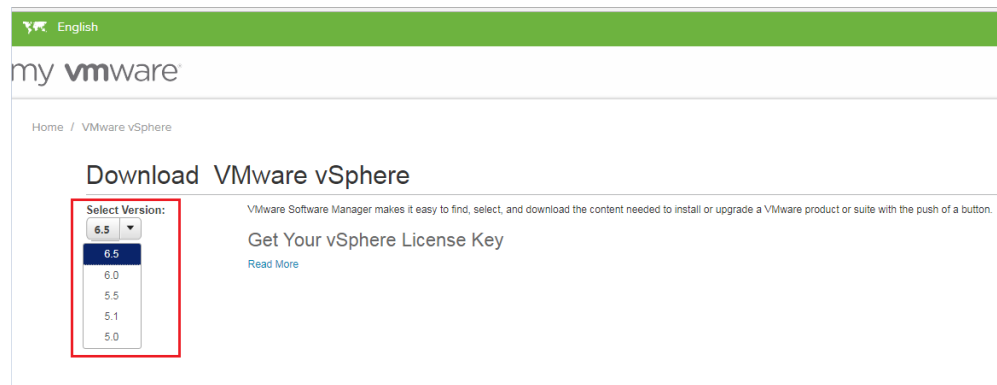 English
my vmware
Home / VMware vSphere
Download VMware vSphere
Select Version:
6.5
6.5
6.0
5.5
5.1
5.0
VMware Software Manager makes it easy to find, select, and download the content needed to install or upgrade a VMware product or suite with the push of a button.
Get Your vSphere License Key
Read More